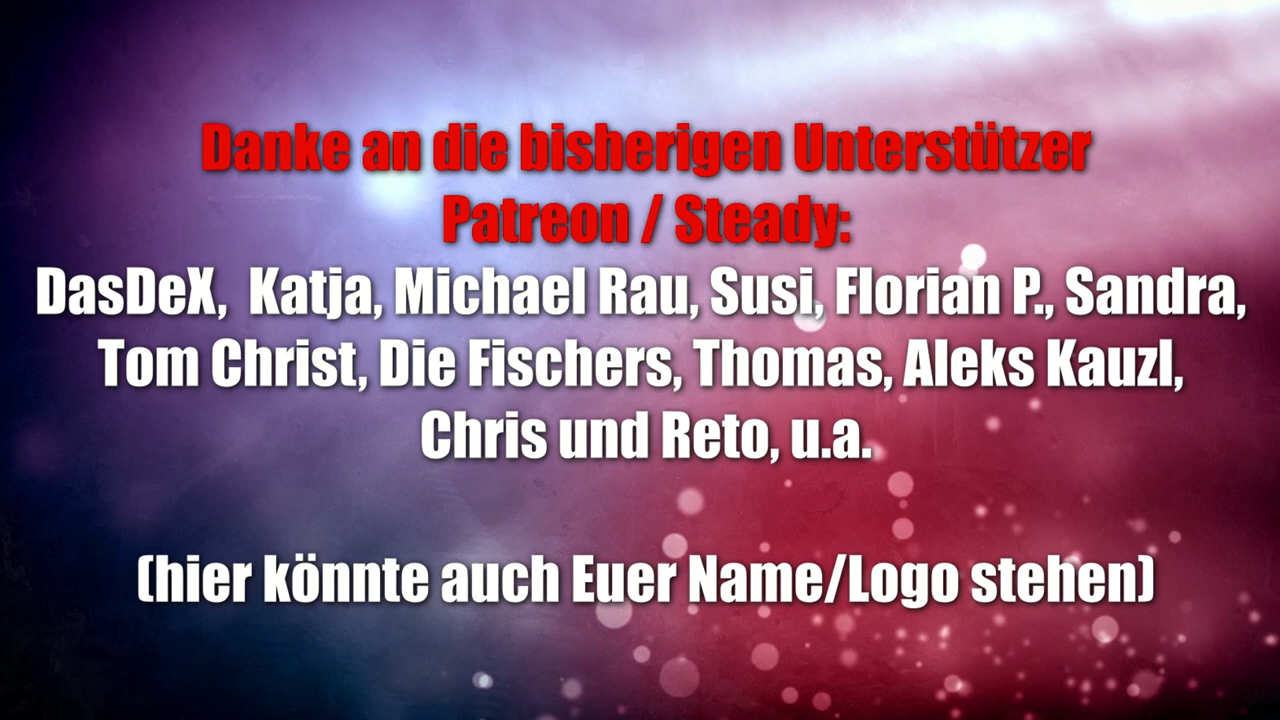 Danke an die bisherigen Unterstützer
Patreon / Steady:
DasDeX,  Katja, Michael Rau, Susi, Florian P., Sandra,
Tom Christ, Die Fischers, Thomas, Aleks Kauzl,
Chris und Reto, u.a.
(hier könnte auch Euer Name/Logo stehen)